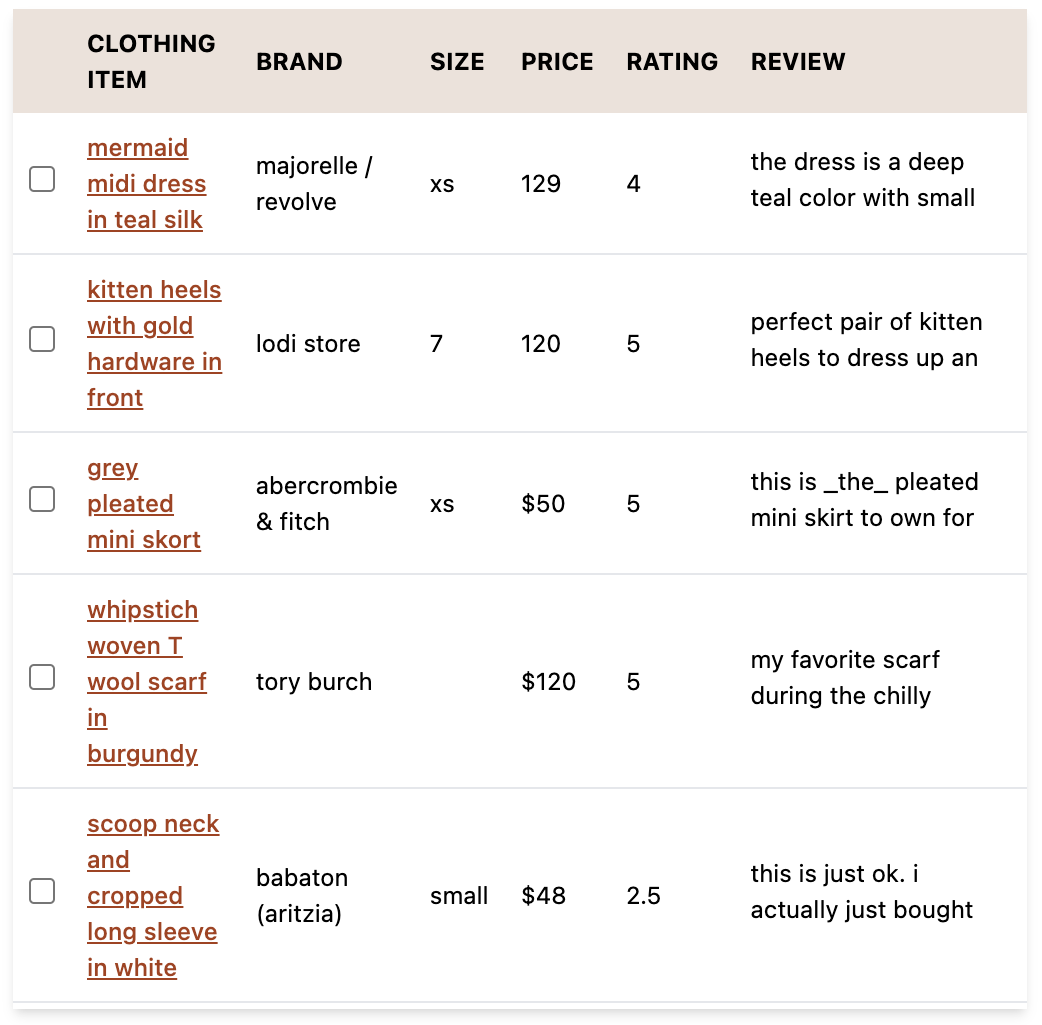 CLOTHING
ITEM
BRAND
SIZE
PRICE
RATING
REVIEW
mermaid
midi dress
in teal silk
majorelle /
revolve
xs
129
4
the dress is a deep
teal color with small
kitten heels
with gold
hardware in
front
lodi store
7
120
5
perfect pair of kitten
heels to dress up an
grey
pleated
mini skort
abercrombie
& fitch
xs
$50
5
this is _the_ pleated
mini skirt to own for
whipstich
woven T
wool scarf
in
burgundy
tory burch
$120
5
my favorite scarf
during the chilly
scoop neck
and
cropped
long sleeve
in white
babaton
(aritzia)
small
$48
2.5
this is just ok. i
actually just bought